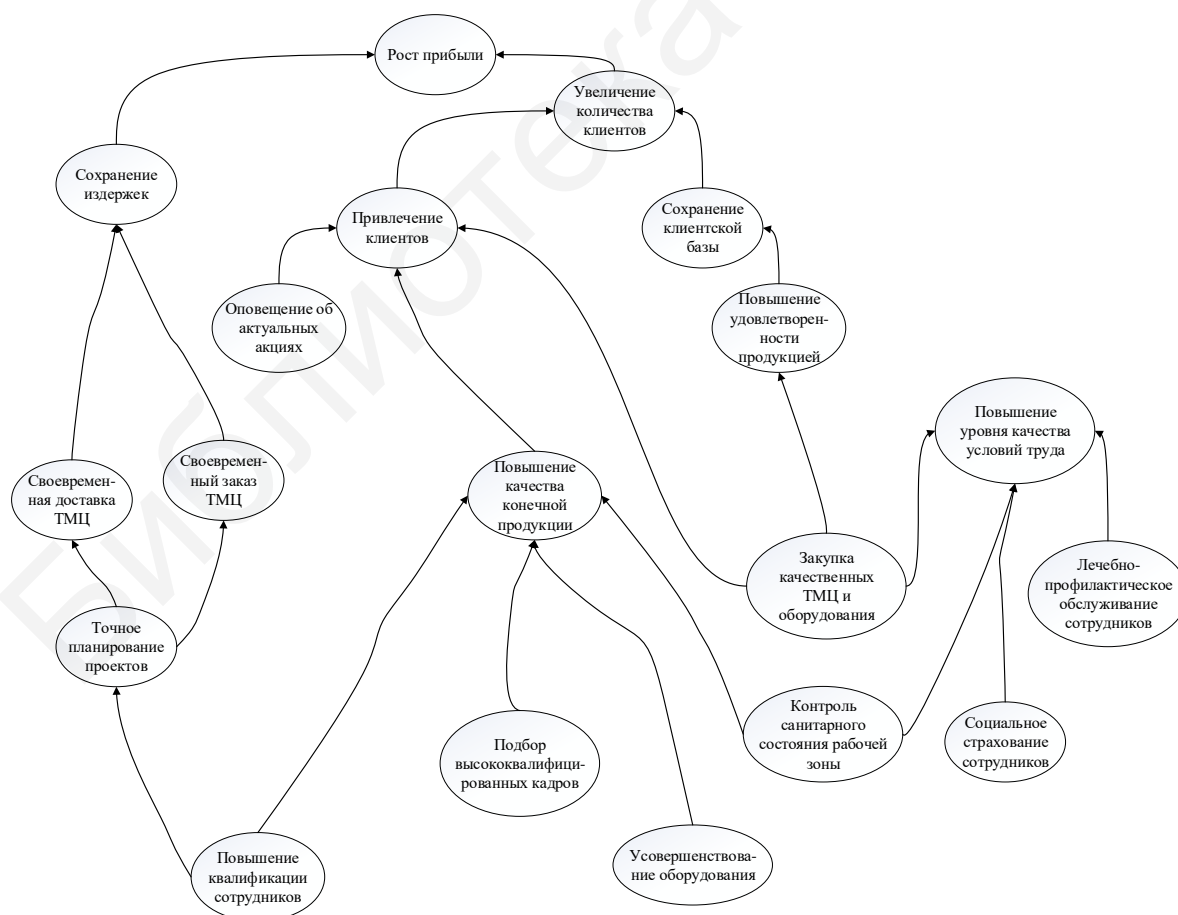 Рост прибыли
Увеличение
количества
клиентов
Сохранение
издержек
Привлечение
клиентов
Сохранение
клиентской
базы
Оповещение об
актуальных
акциях
Повышение
удовлетворен-
ности
продукцией
Повышение
уровня качества
условий труда
Своевремен-
ная доставка
ТМЦ
Своевремен-
ный заказ
ТМЦ
Повышение
качества
конечной
продукции
Закупка
качественных
ТМЦ и
оборудования
Лечебно-
профилактическое
обслуживание
сотрудников
Точное
планирование
проектов
Подбор
высококвалифици-
рованных кадров
Контроль
санитарного
состояния рабочей
зоны
Социальное
страхование
сотрудников
Повышение
квалификации
сотрудников
Усовершенствова-
ние оборудования
Библиотека